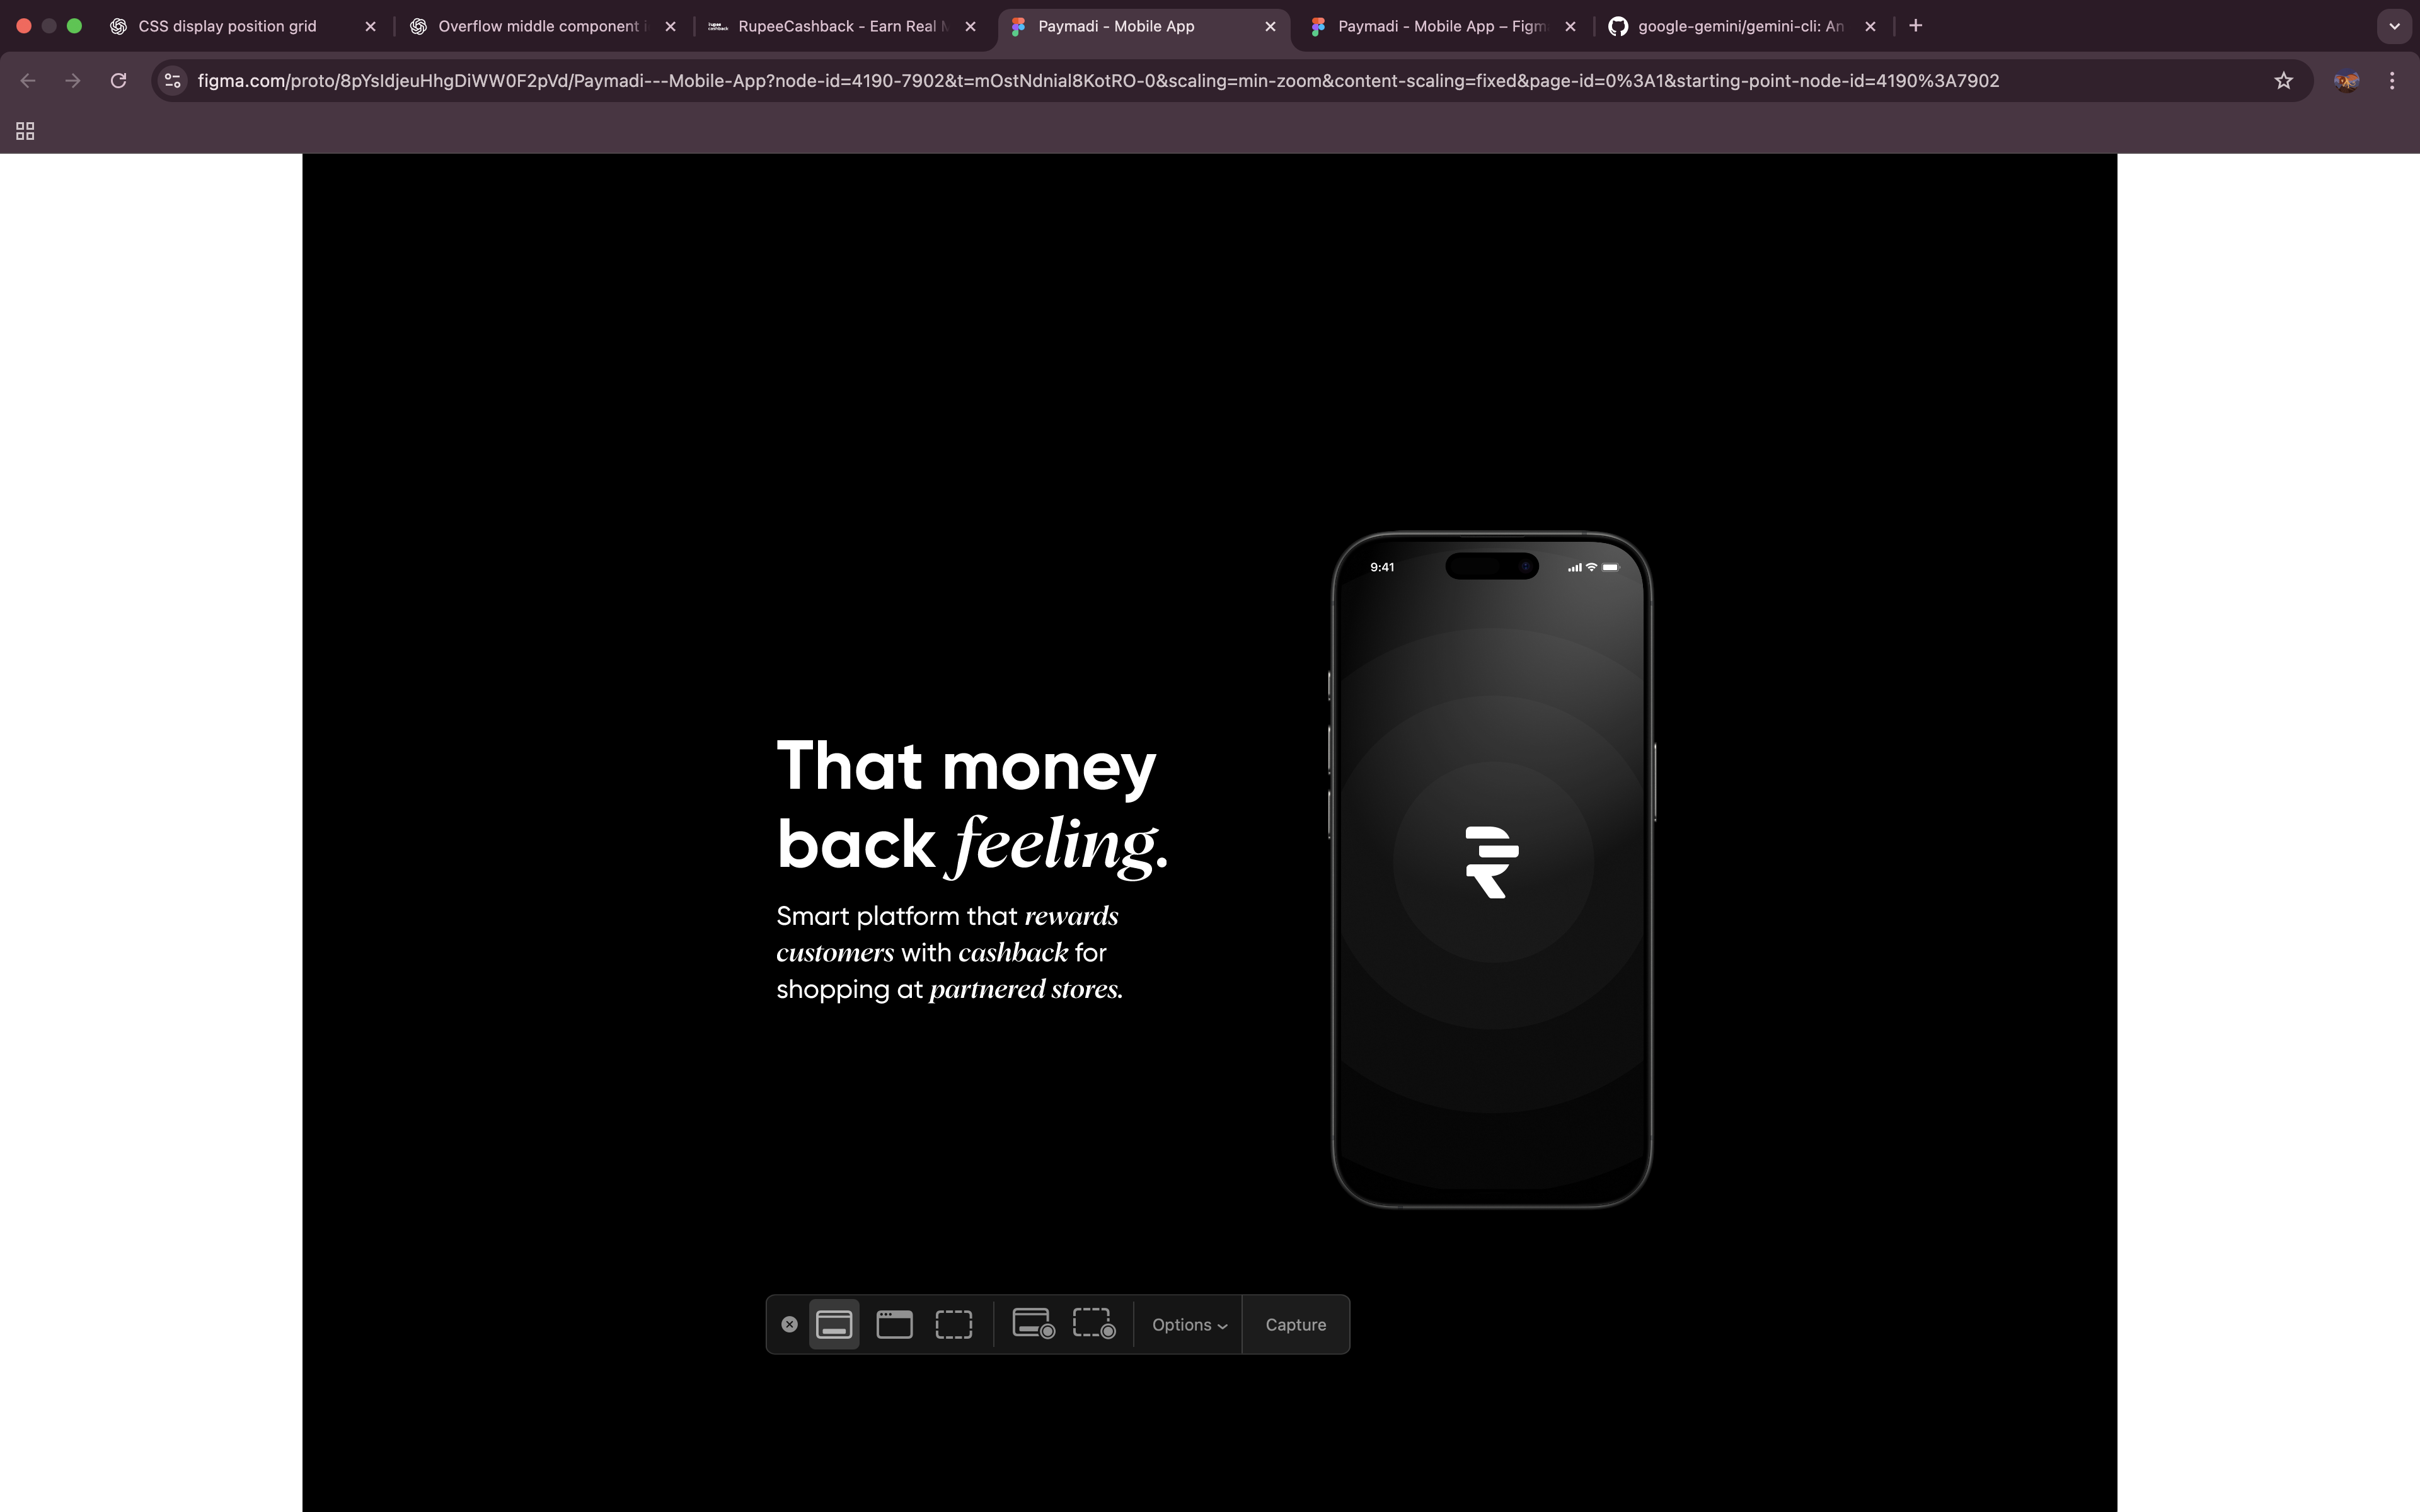 CSS display position grid
Overflow middle component i
RupeeCashback - Earn Real M
Paymadi - Mobile App
Paymadi - Mobile App – Figm
google-gemini/gemini-cli: An
figma.com/proto/8pYsIdjeuHhgDiWW0F2pVd/Paymadi---Mobile-App?node-id=4190-7902&t=mOstNdnial8KotRO-0&scaling=min-zoom&content-scaling=fixed&page-id=0%3A1&starting-point-node-id=4190%3A7902
9:41
That money
back feeling.
Smart platform that rewards
customers with cashback for
shopping at partnered stores.
Options
Capture